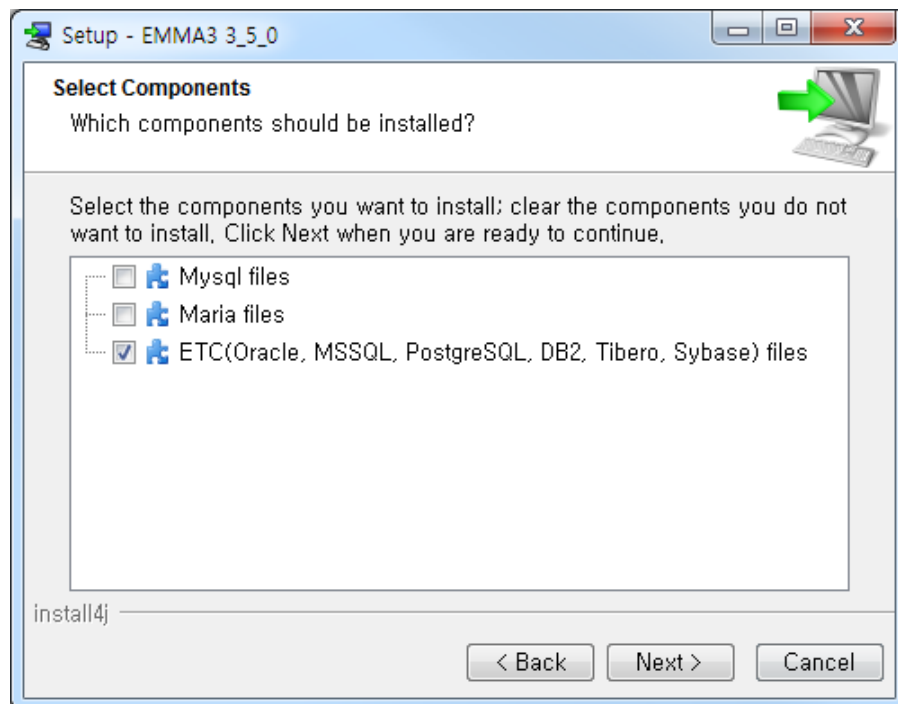 Setup - EMMA3 3_5_0
Select Components
Which components should be installed?
Select the components you want to install; clear the components you do not
want to install. Click Next when you are ready to continue.
Mysql files
Maria files
ETC(Oracle, MSSQL, PostgreSQL, DB2, Tibero, Sybase) files
install4j
< Back
Next >
Cancel